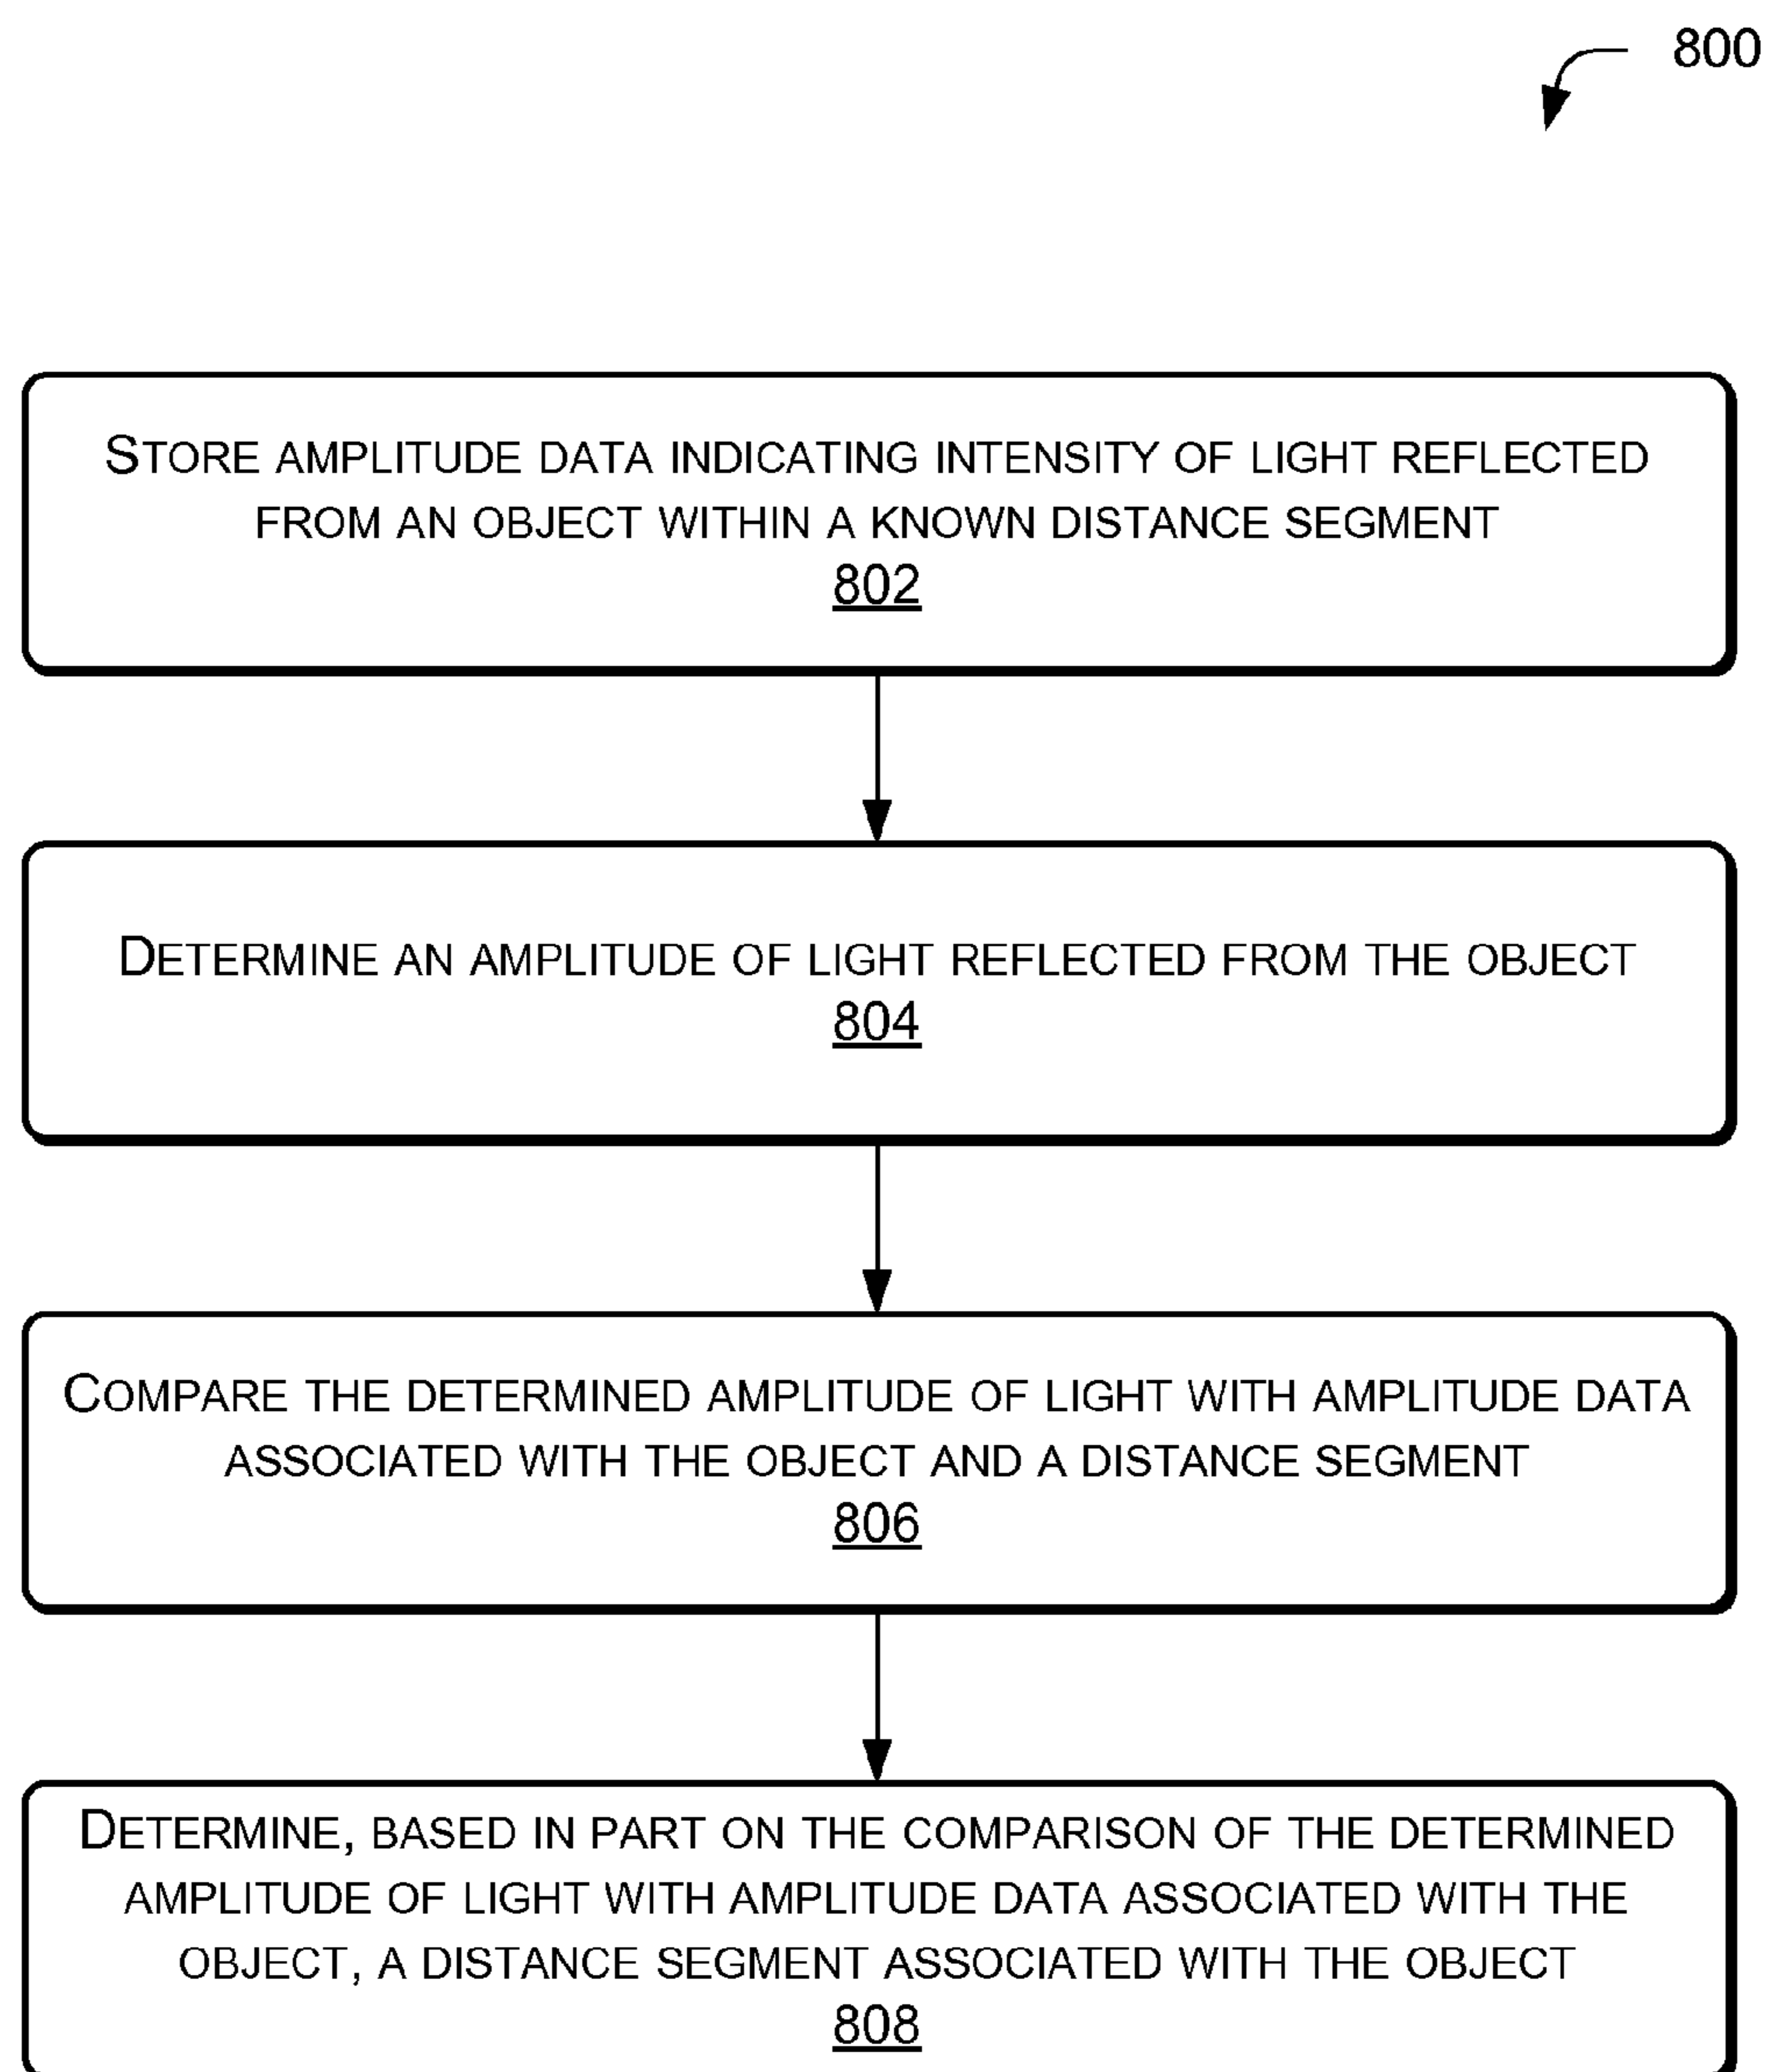 800
STORE AMPLITUDE DATA INDICATING INTENSITY OF LIGHT REFLECTED
FROM AN OBJECT WITHIN A KNOWN DISTANCE SEGMENT
802
DETERMINE AN AMPLITUDE OF LIGHT REFLECTED FROM THE OBJECT
804
COMPARE THE DETERMINED AMPLITUDE OF LIGHT WITH AMPLITUDE DATA
ASSOCIATED WITH THE OBJECT AND A DISTANCE SEGMENT
806
DETERMINE, BASED IN PART ON THE COMPARISON OF THE DETERMINED
AMPLITUDE OF LIGHT WITH AMPLITUDE DATA ASSOCIATED WITH THE
OBJECT, A DISTANCE SEGMENT ASSOCIATED WITH THE OBJECT
808